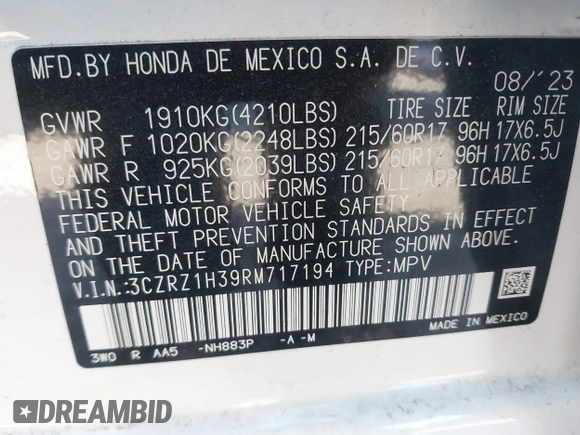 MFD.BY HONDA DE MEXICO S.A. DE C.V.
08/'23
GVWR 1910KG(4210LBS) TIRE SIZE RIM SIZE
GAWR F 1020KG(2248LBS) 215/60R17 96H 17X6.5J
GAWR R 925KG(2039LBS) 215/60R17 96H 17X6.5J
THIS VEHICLE CONFORMS TO ALL APPLICABLE
FEDERAL MOTOR VEHICLE SAFETY
AND THEFT PREVENTION STANDARDS IN EFFECT
ON THE DATE OF MANUFACTURE SHOWN ABOVE.
V.I.N.:3CZRZ1H39RM717194 TYPE:MPV
3W0 R AA5 -NH883P -A -M
MADE IN MEXICO
DREAMBID